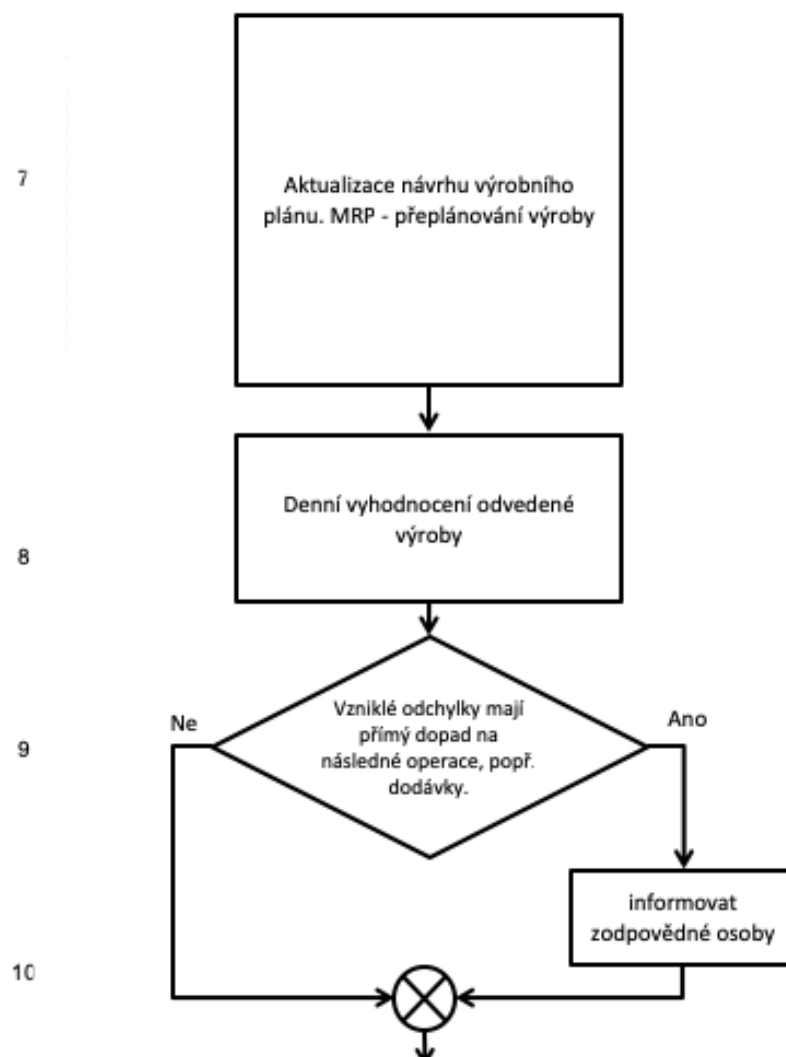 7
Aktualizace návrhu výrobního
plánu. MRP - přeplánování výroby
8
Denní vyhodnocení odvedené
výroby
9
Ne
Vzniklé odchylky mají
přímý dopad na
následné operace, popř.
dodávky.
Ano
informovat
zodpovědné osoby
10